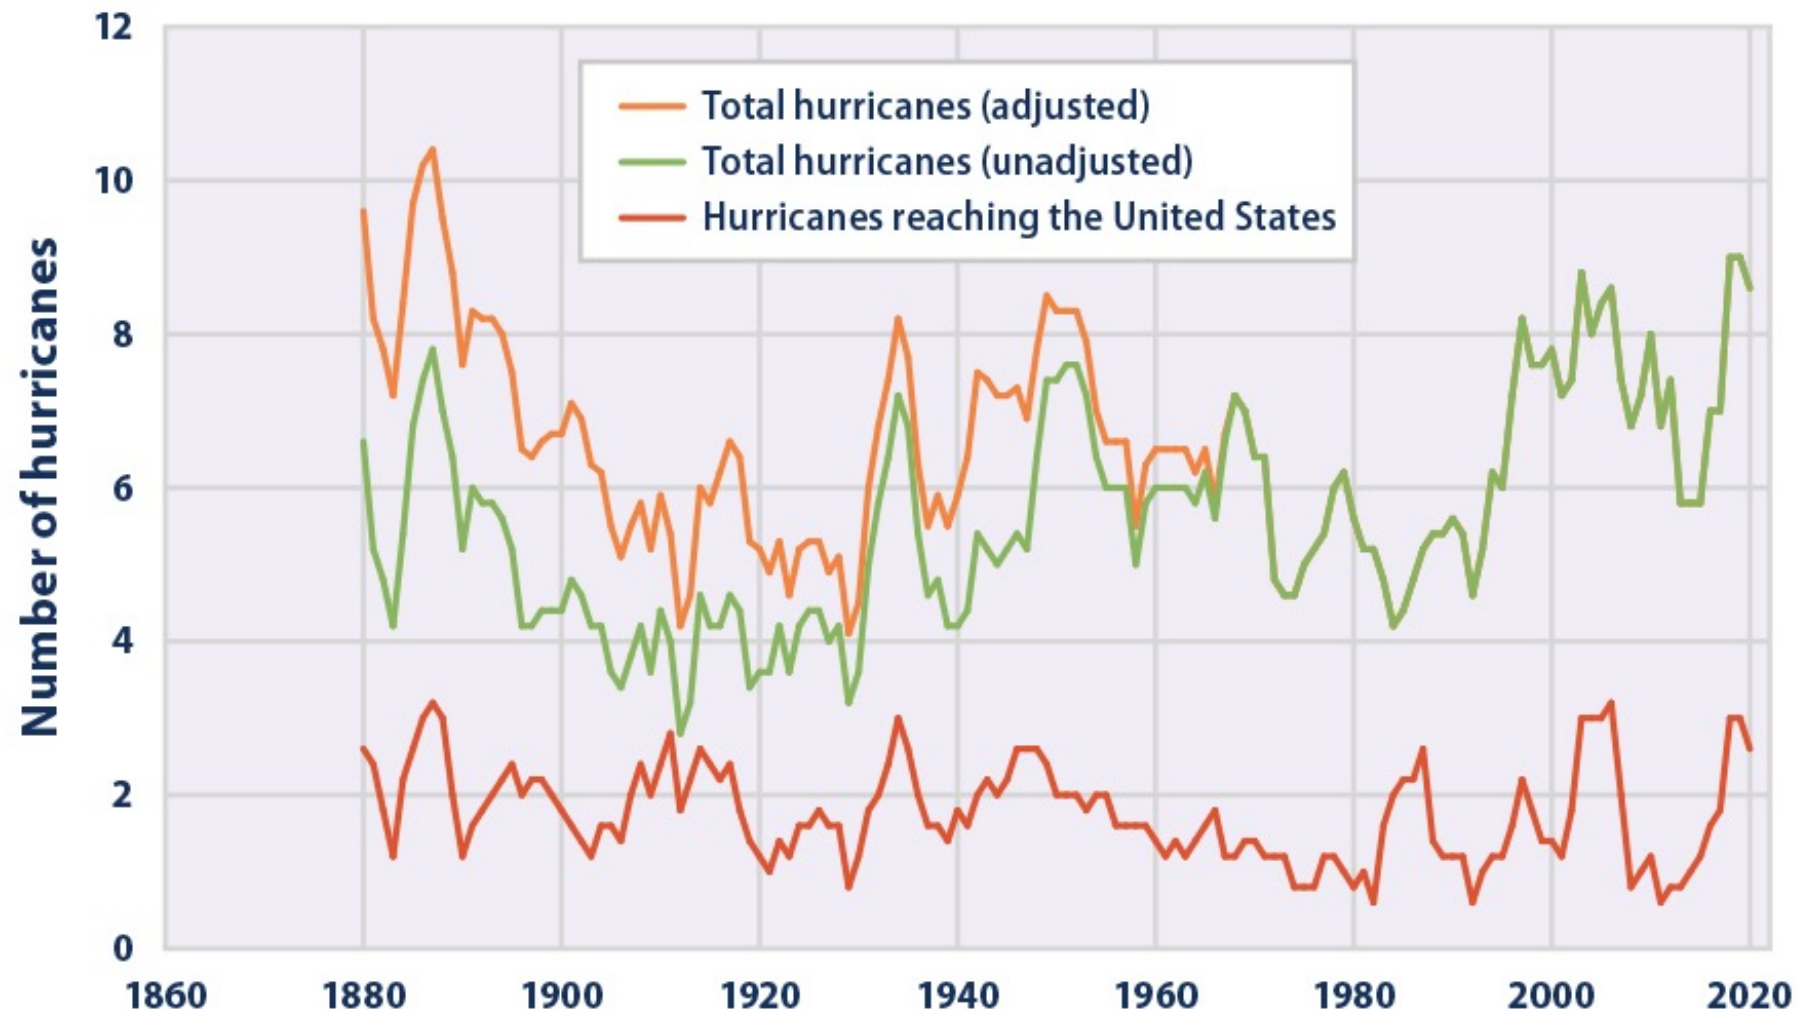 Number of hurricanes
12
10
8
6
4
2
0
Total hurricanes (adjusted)
Total hurricanes (unadjusted)
Hurricanes reaching the United States
1860 1880 1900 1920 1940 1960 1980 2000 2020